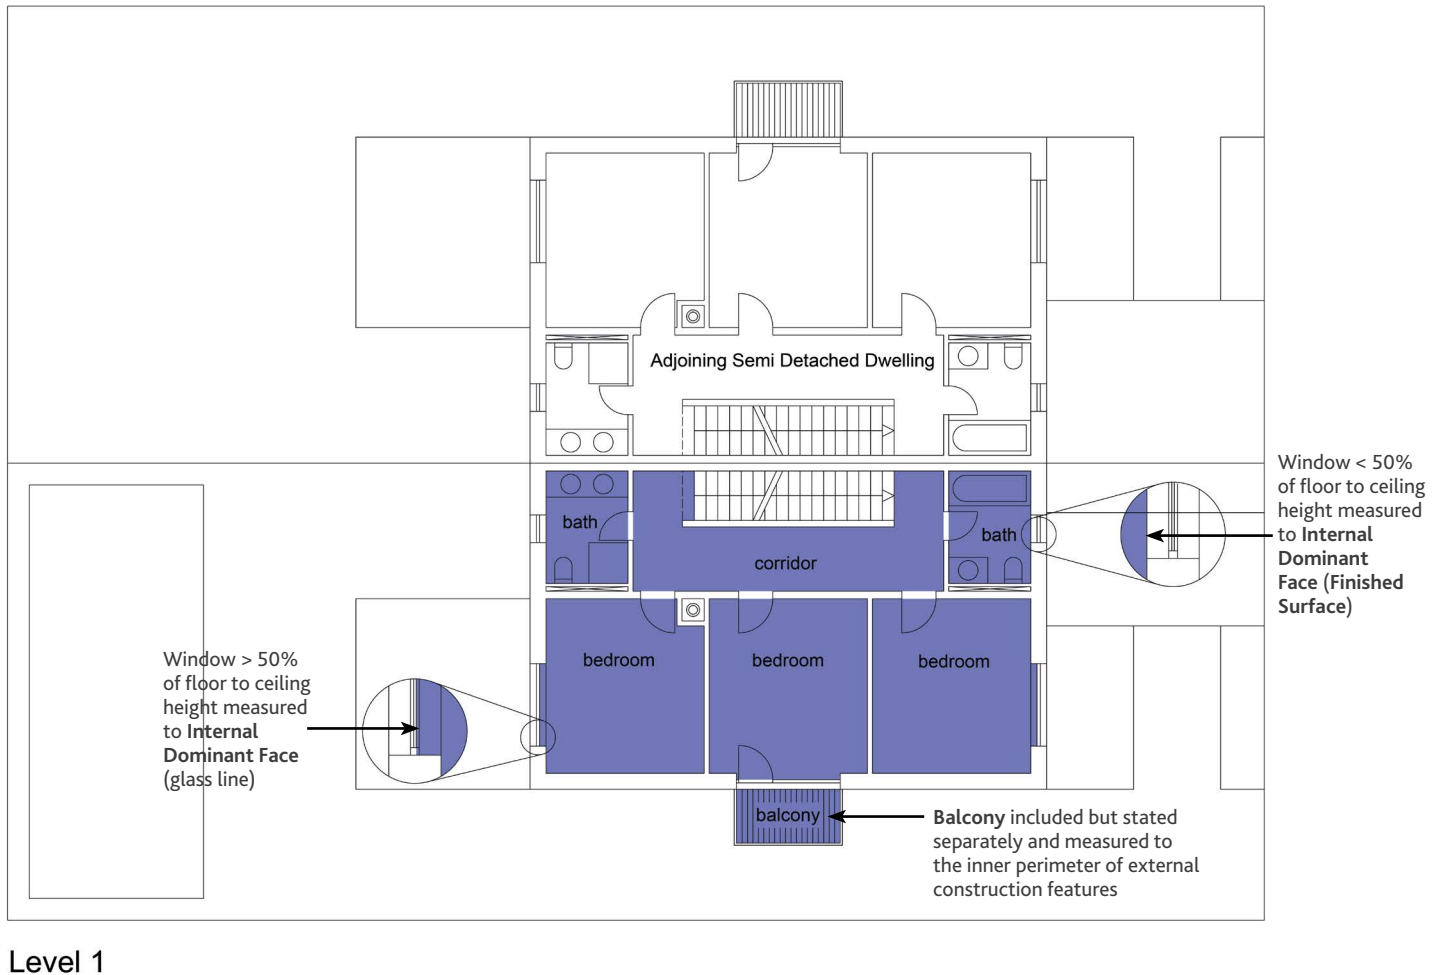 Adjoining Semi Detached Dwelling
Window < 50%
of floor to ceiling
height measured
to Internal
Dominant
Face (Finished
Surface)
bath
bath
corridor
bedroom
bedroom
bedroom
Window > 50%
of floor to ceiling
height measured
to Internal
Dominant Face
(glass line)
balcony
Balcony included but stated
separately and measured to
the inner perimeter of external
construction features
Level 1